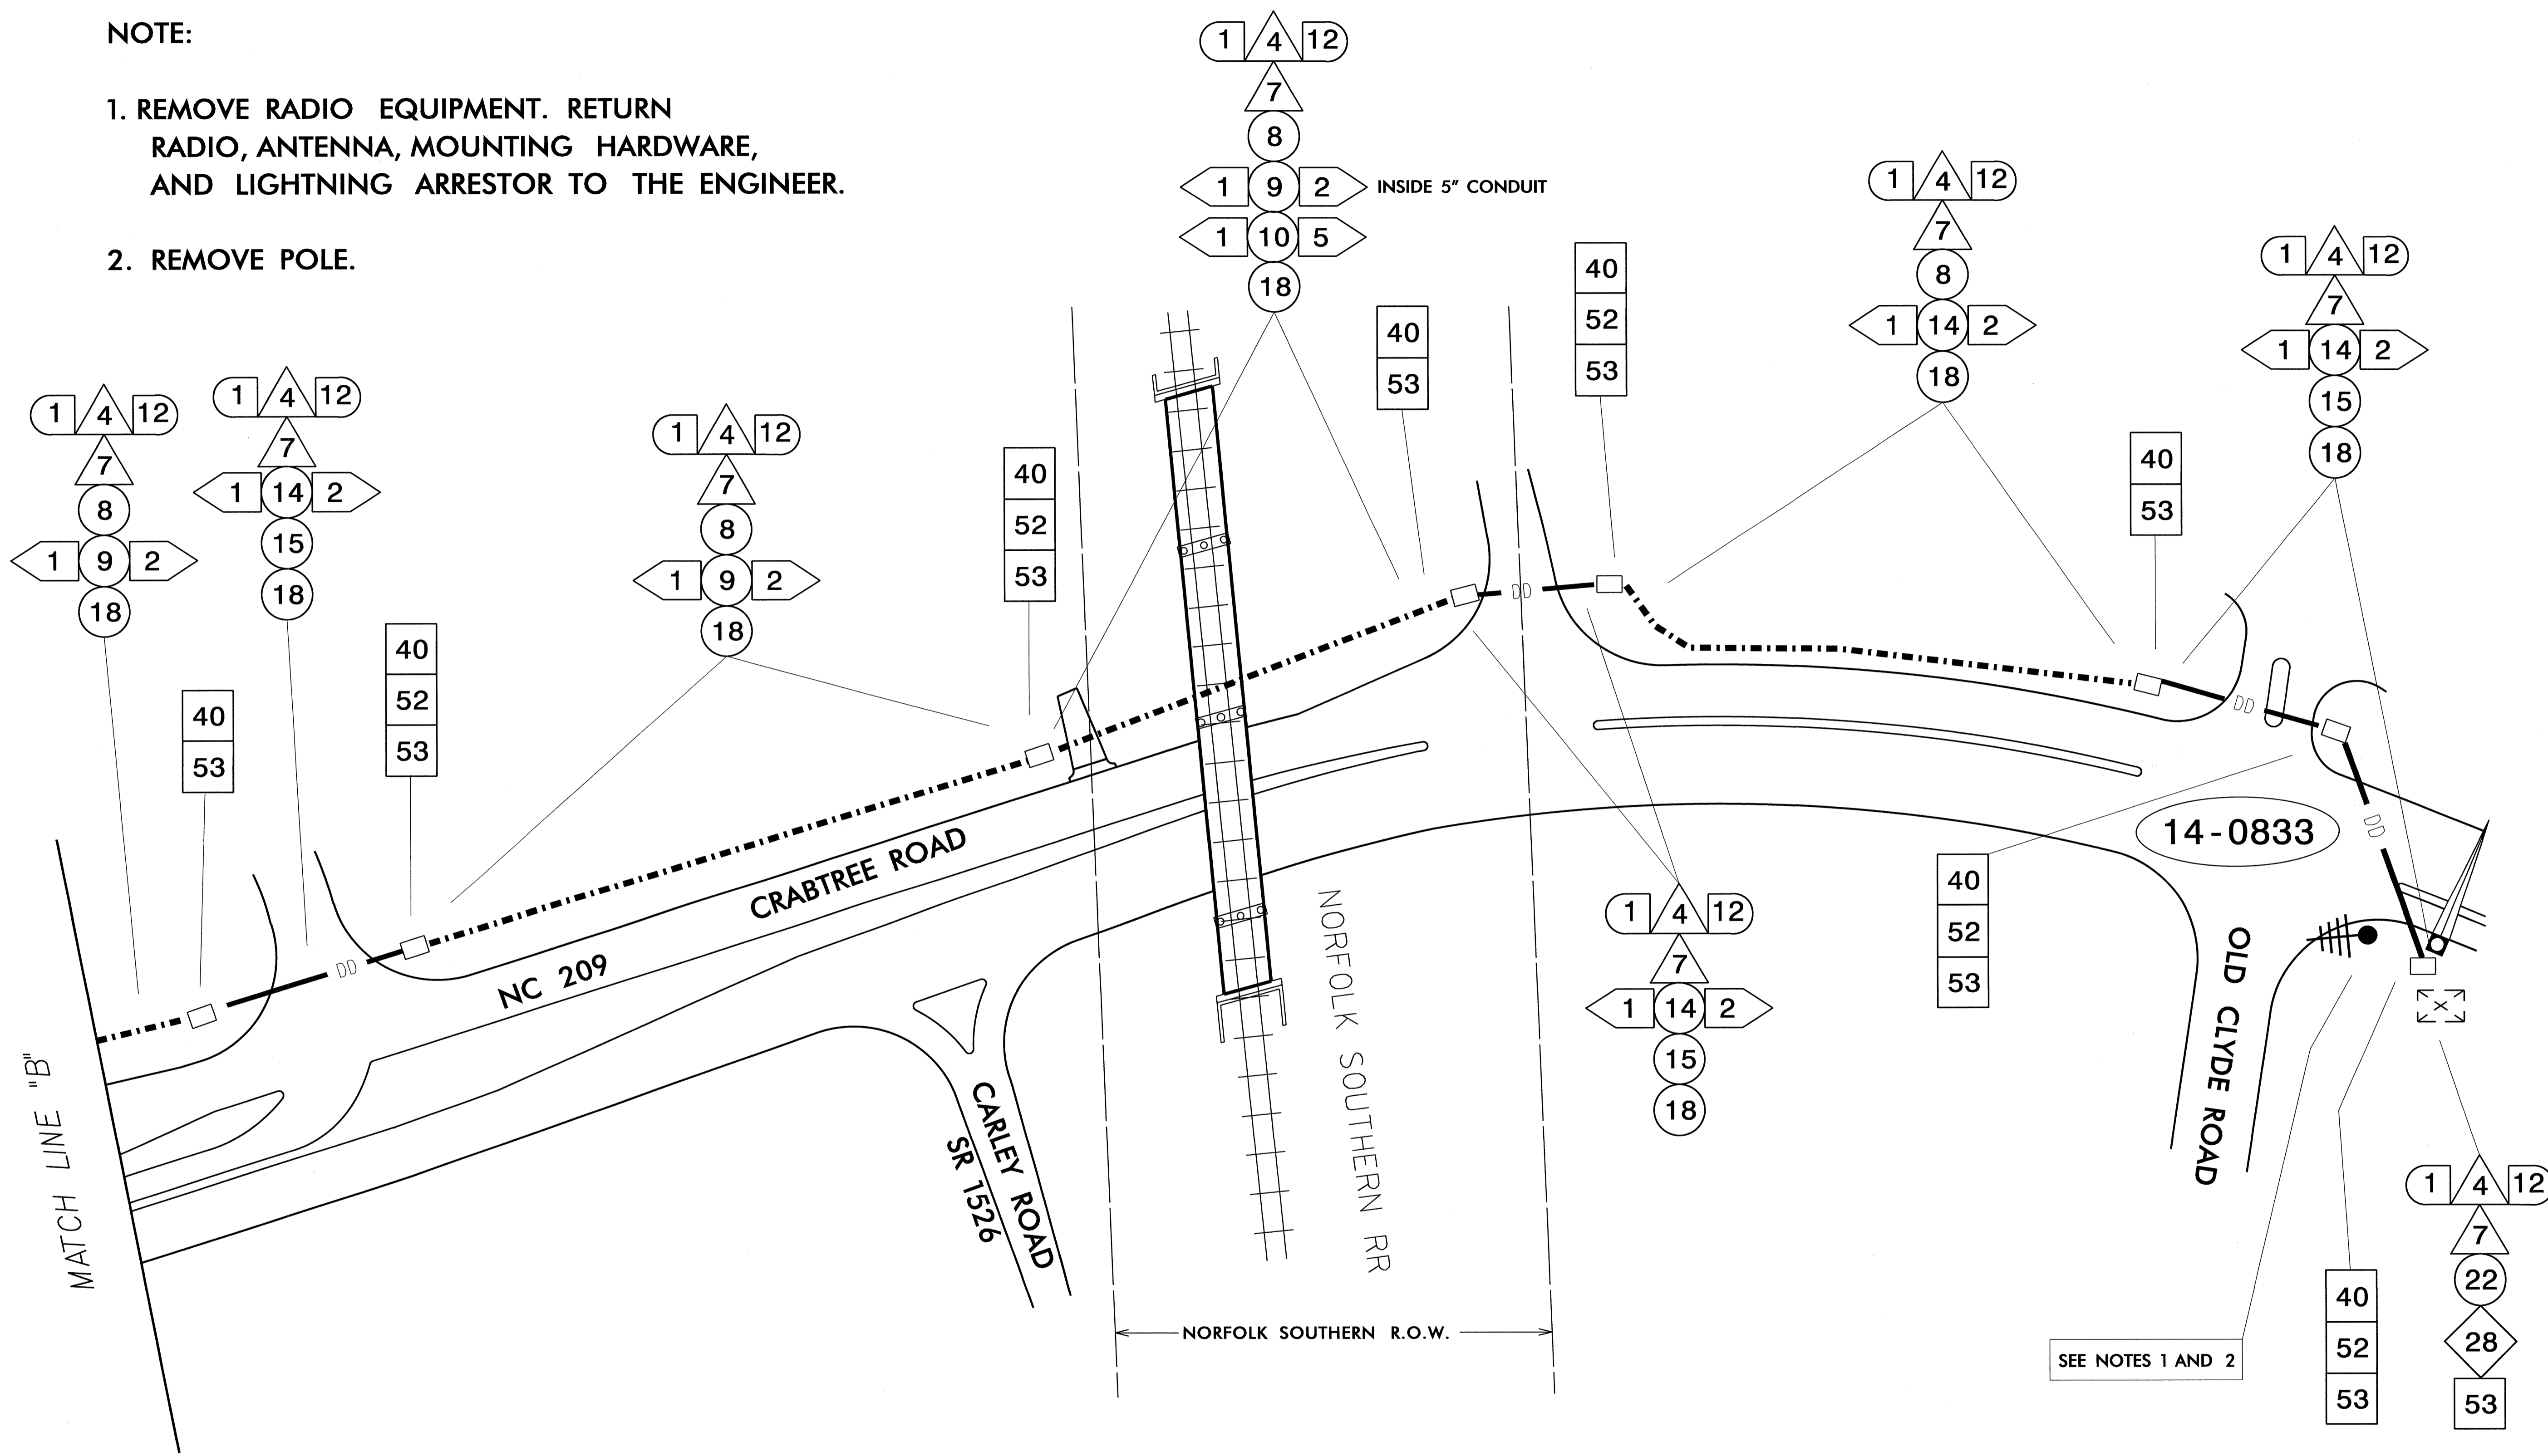 NOTE:
1. REMOVE RADIO EQUIPMENT. RETURN
RADIO, ANTENNA, MOUNTING HARDWARE,
AND LIGHTNING ARRESTOR TO THE ENGINEER.
2. REMOVE POLE.
1 4 12
7
8
1 9 2 INSIDE 5" CONDUIT
1 10 5
18
1 4 12
7
8
1 14 2
18
1 4 12
7
1 14 2
15
18
40
52
53
40
53
1 4 12
7
8
1 9 2
18
1 4 12
7
1 14 2
15
18
1 4 12
7
8
1 9 2
18
40
52
53
40
53
40
52
53
40
53
CRABTREE ROAD
NC 209
14-0833
40
52
53
1 4 12
7
1 14 2
15
18
NORFOLK SOUTHERN RR
OLD CLYDE ROAD
X
MATCH LINE "B"
CARLEY ROAD
SR 1526
NORFOLK SOUTHERN R.O.W.
SEE NOTES 1 AND 2
40
52
53
1 4 12
7
22
28
53